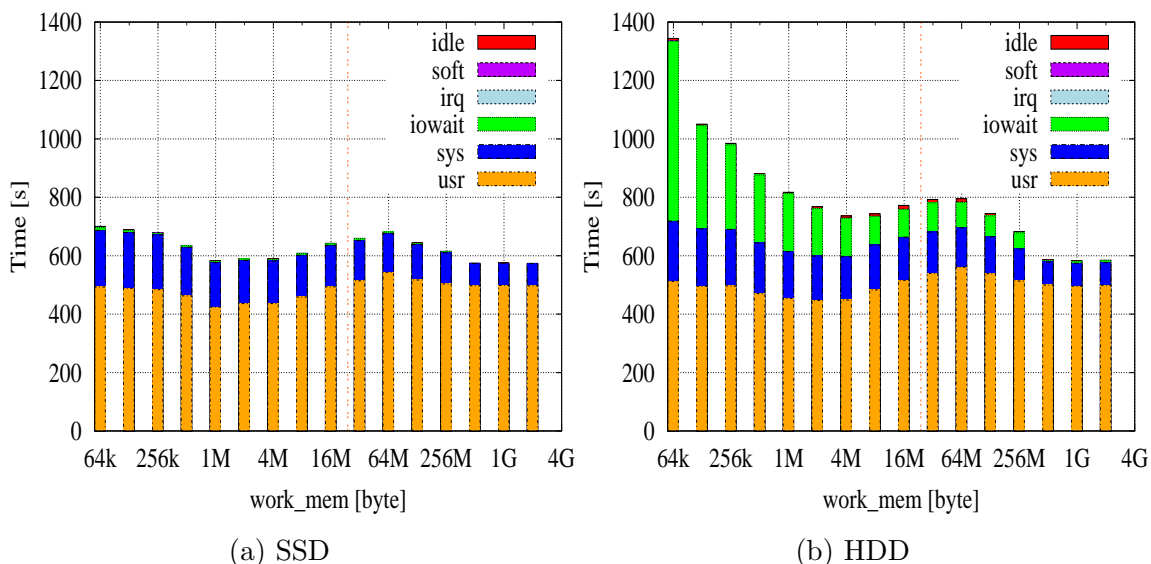 1400
1200
1000
800
600
400
200
0
Time [s]
idle
soft
irq
iowait
sys
usr
64k 256k 1M 4M 16M 64M 256M 1G 4G
work_mem [byte]
(a) SSD
1400
1200
1000
800
600
400
200
0
Time [s]
idle
soft
irq
iowait
sys
usr
64k 256k 1M 4M 16M 64M 256M 1G 4G
work_mem [byte]
(b) HDD